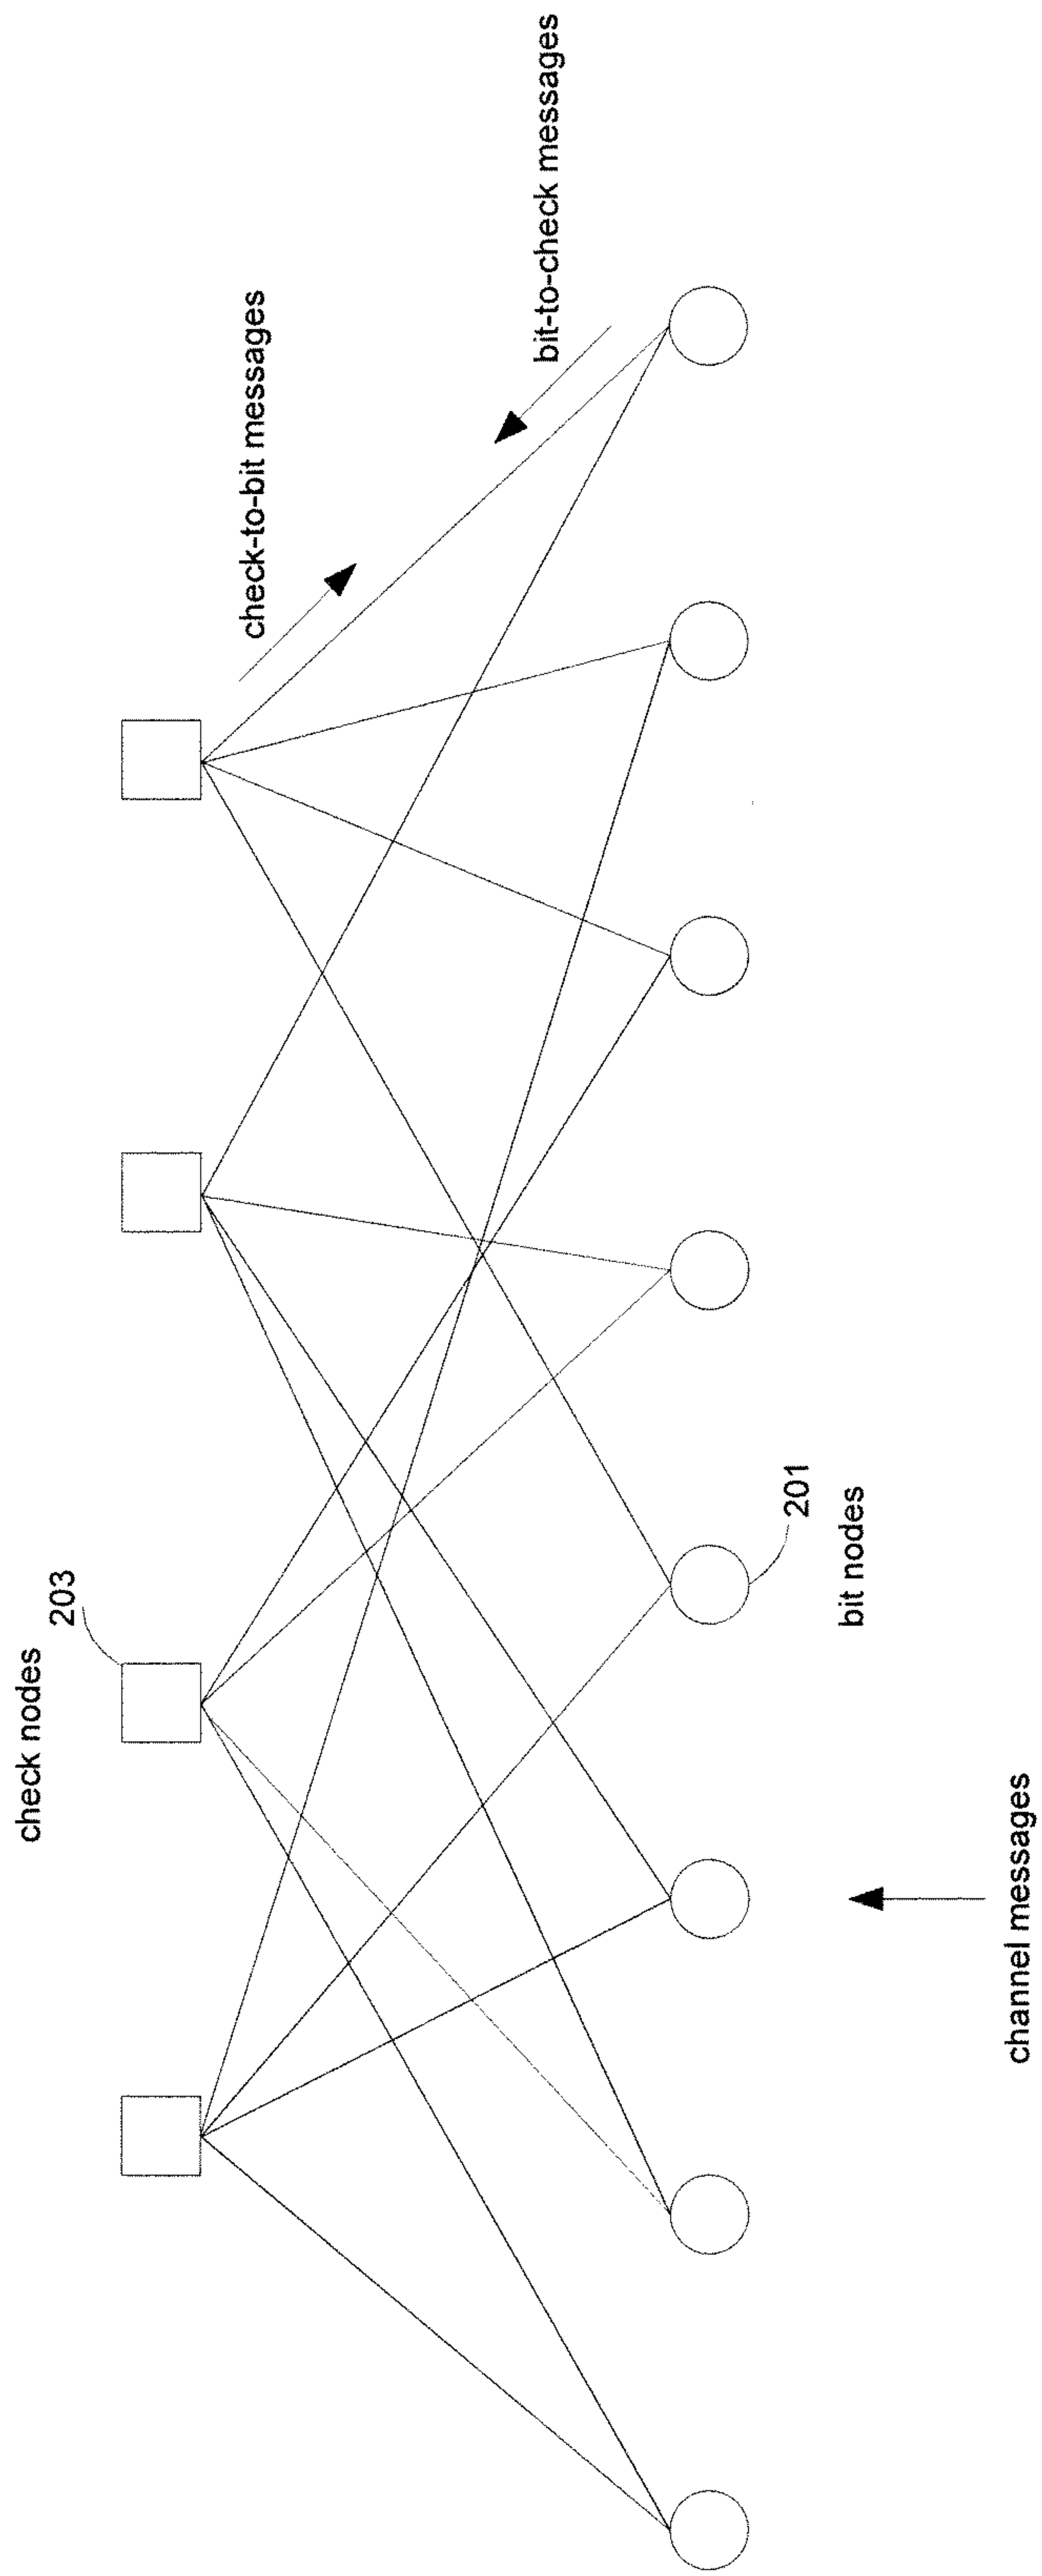 check nodes
203
check-to-bit messages
bit-to-check messages
201
bit nodes
channel messages